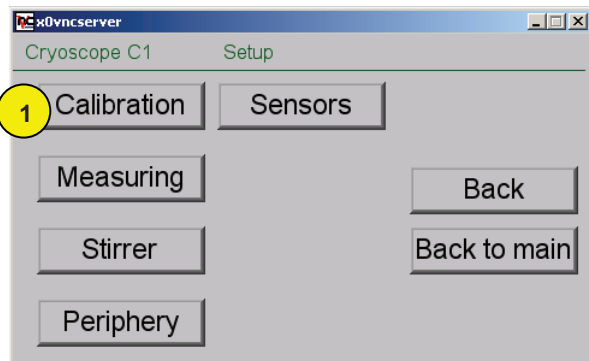 x0vncserver
Cryoscope C1 Setup
1 Calibration Sensors
Measuring
Back
Stirrer Back to main
Periphery